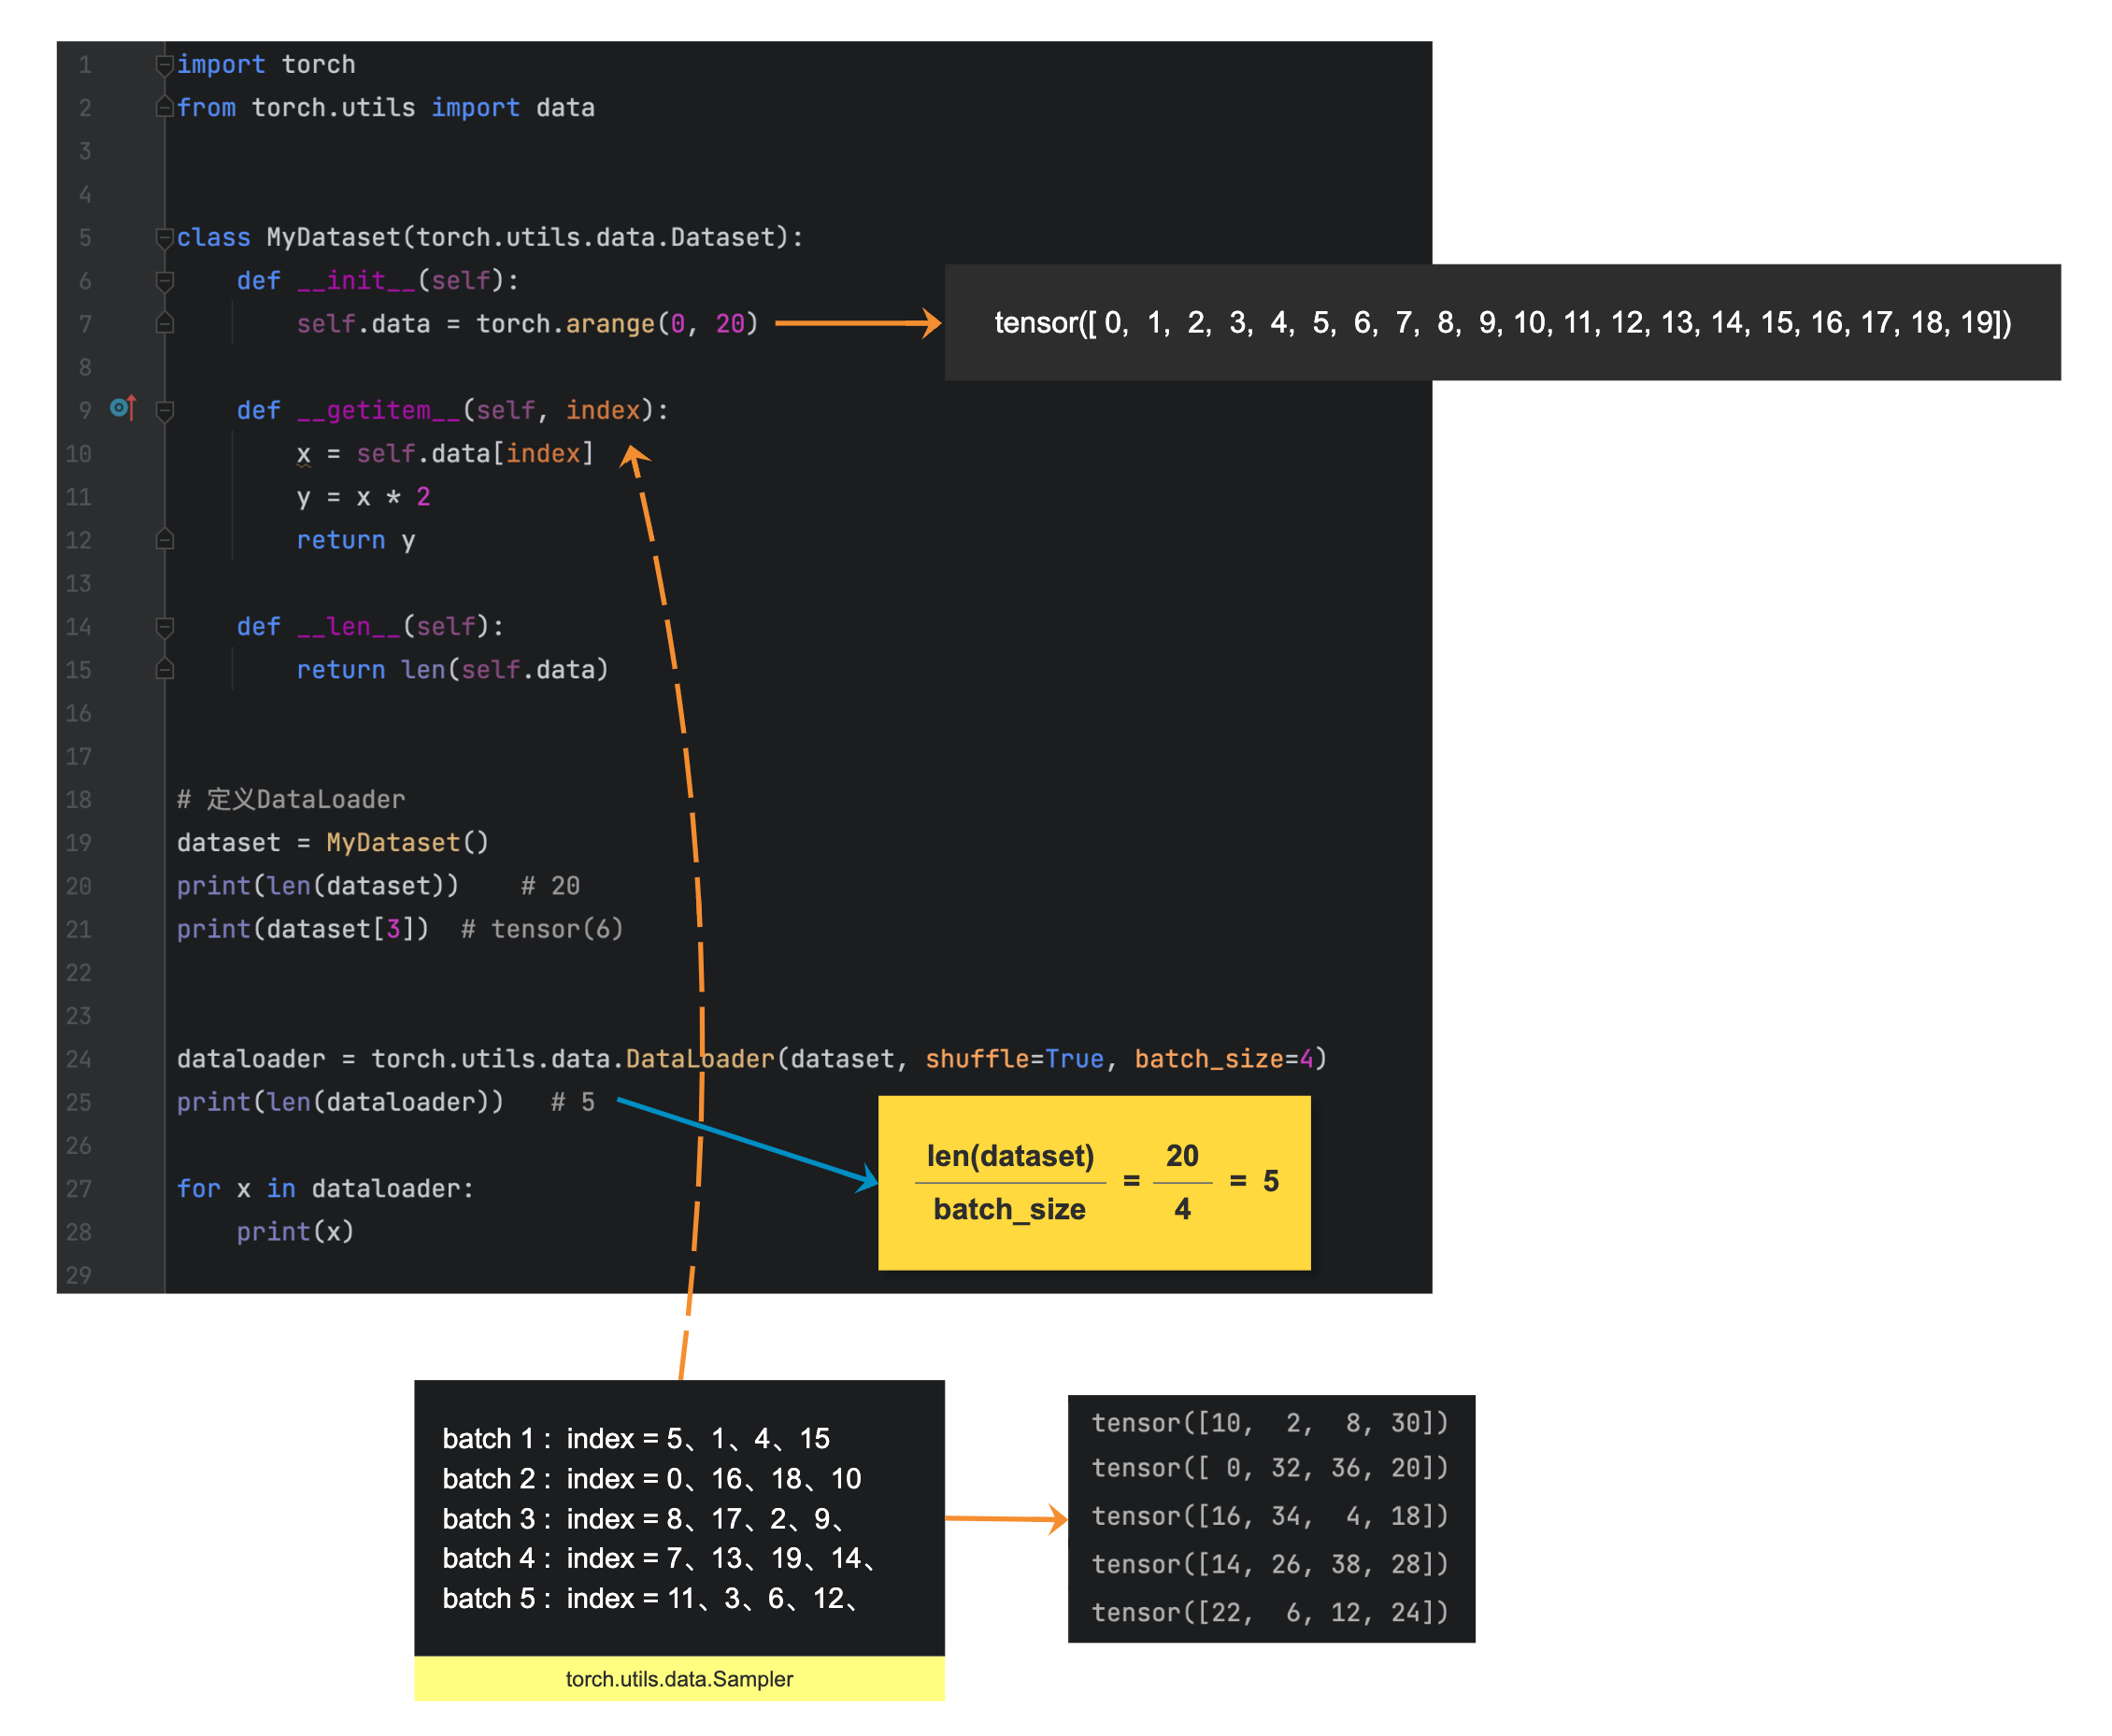 1 import torch
2 from torch.utils import data
3
4
5 class MyDataset(torch.utils.data.Dataset):
6 def __init__(self):
7 self.data = torch.arange(0, 20)
tensor([ 0, 1, 2, 3, 4, 5, 6, 7, 8, 9, 10, 11, 12, 13, 14, 15, 16, 17, 18, 19])
8
9 def __getitem__(self, index):
10 x = self.data[index]
11 y = x * 2
12 return y
13
14 def __len__(self):
15 return len(self.data)
16
17
18 # 定义DataLoader
19 dataset = MyDataset()
20 print(len(dataset)) # 20
21 print(dataset[3]) # tensor(6)
22
23
24 dataloader = torch.utils.data.DataLoader(dataset, shuffle=True, batch_size=4)
25 print(len(dataloader)) # 5
26
27 for x in dataloader:
28 print(x)
29
len(dataset) 20
= = 5
batch_size 4
batch 1 : index = 5、1、4、15
batch 2 : index = 0、16、18、10
batch 3 : index = 8、17、2、9、
batch 4 : index = 7、13、19、14、
batch 5 : index = 11、3、6、12、
torch.utils.data.Sampler
tensor([10, 2, 8, 30])
tensor([ 0, 32, 36, 20])
tensor([16, 34, 4, 18])
tensor([14, 26, 38, 28])
tensor([22, 6, 12, 24])